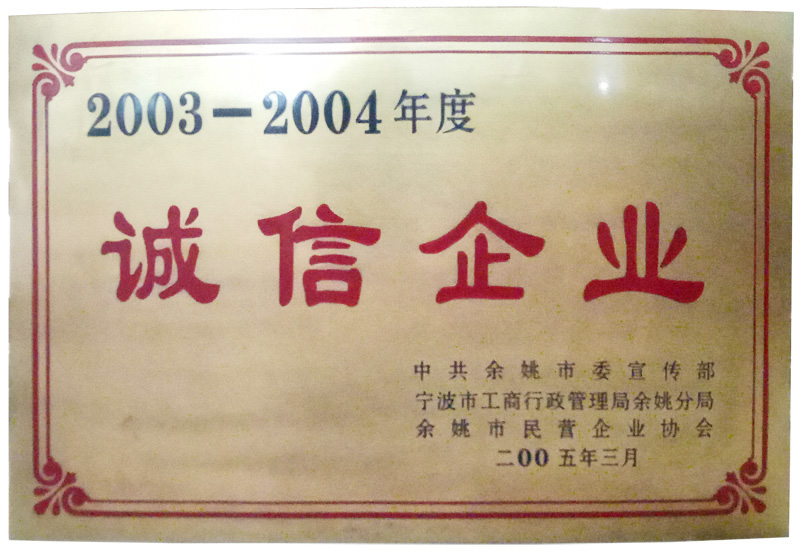 2003-2004年度
诚信企业
中共余姚市委宣传部
宁波市工商行政管理局余姚分局
余姚市民营企业协会
二00五年三月